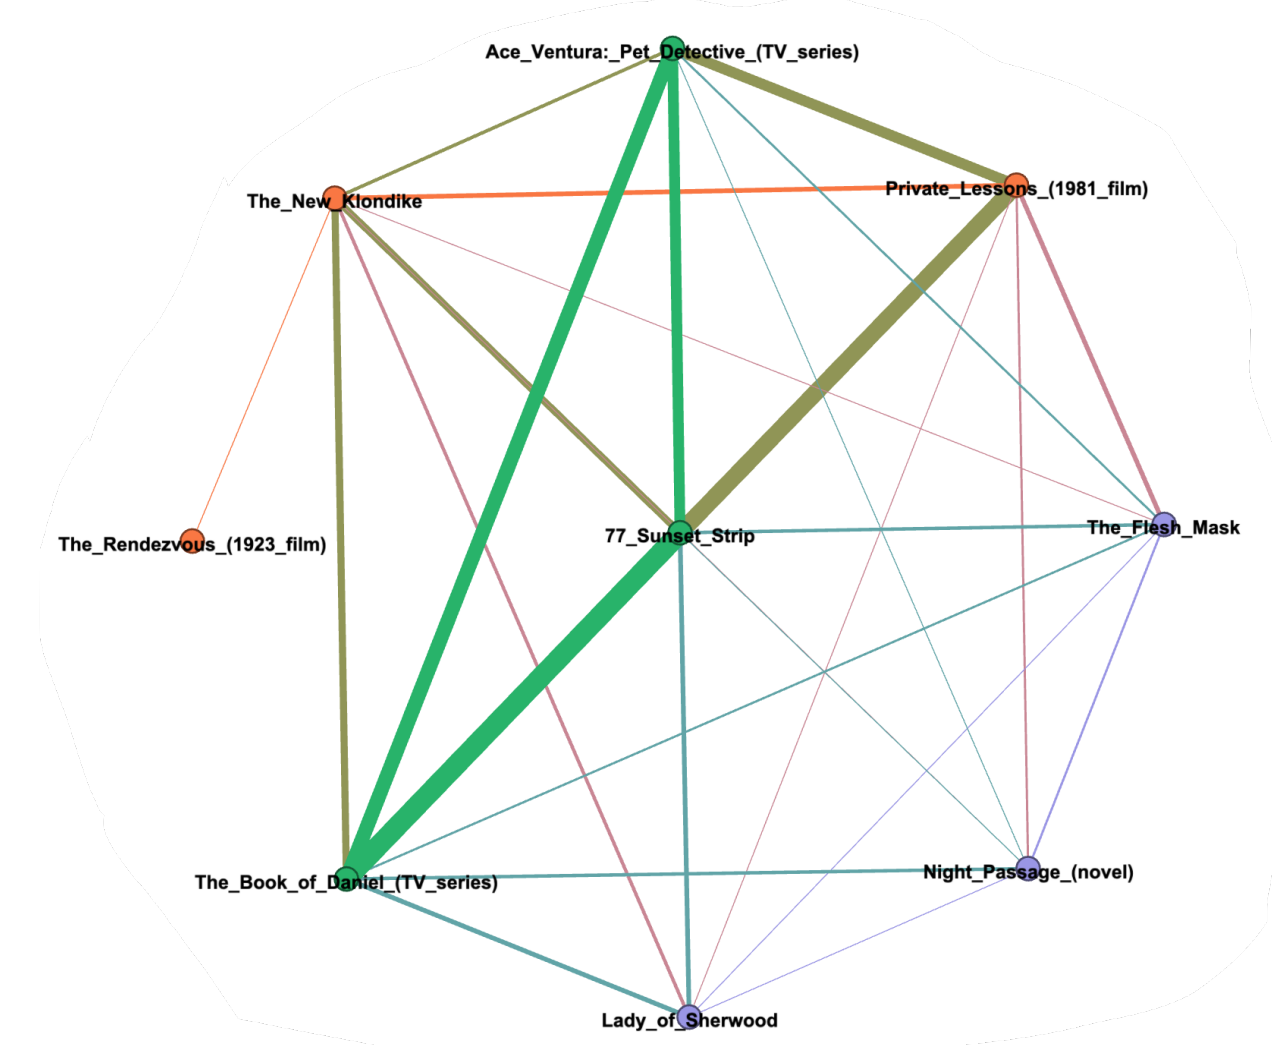 Ace_Ventura:_Pet_Detective_(TV_series)
Private_Lessons_(1981_film)
The_New_Klondike
The_Flesh_Mask
77_Sunset_Strip
The_Rendezvous_(1923_film)
Night_Passage_(novel)
The_Book_of_Daniel_(TV_series)
Lady_of_Sherwood